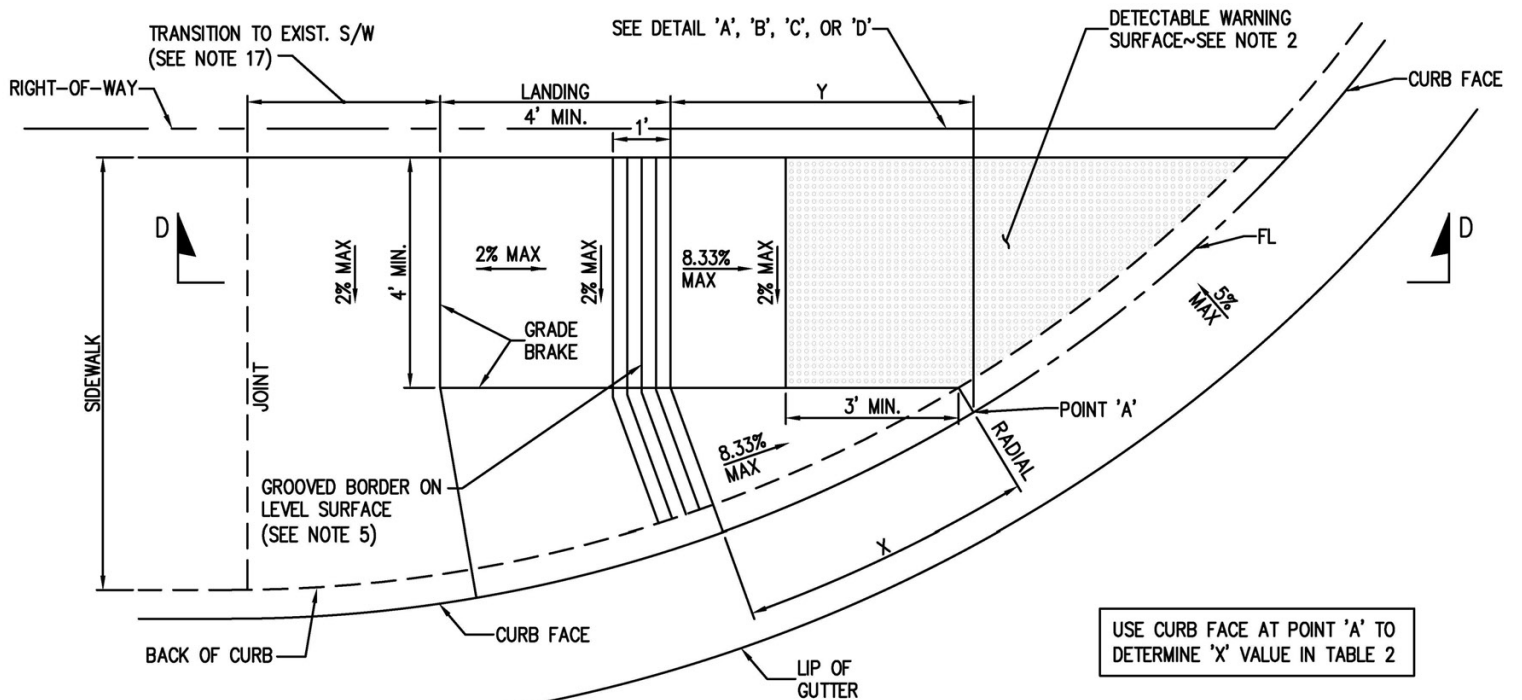 TRANSITION TO EXIST. S/W
(SEE NOTE 17)
SEE DETAIL 'A', 'B', 'C', OR 'D'
DETECTABLE WARNING
SURFACE~SEE NOTE 2
RIGHT-OF-WAY
CURB FACE
LANDING
4' MIN.
Y
1'
D
D
SIDEWALK
JOINT
2% MAX
4' MIN.
2% MAX
2% MAX
8.33%
MAX
2% MAX
FL
5%
MAX
GRADE
BRAKE
3' MIN.
POINT 'A'
RADIAL
8.33%
MAX
GROOVED BORDER ON
LEVEL SURFACE
(SEE NOTE 5)
X
BACK OF CURB
CURB FACE
LIP OF
GUTTER
USE CURB FACE AT POINT 'A' TO
DETERMINE 'X' VALUE IN TABLE 2